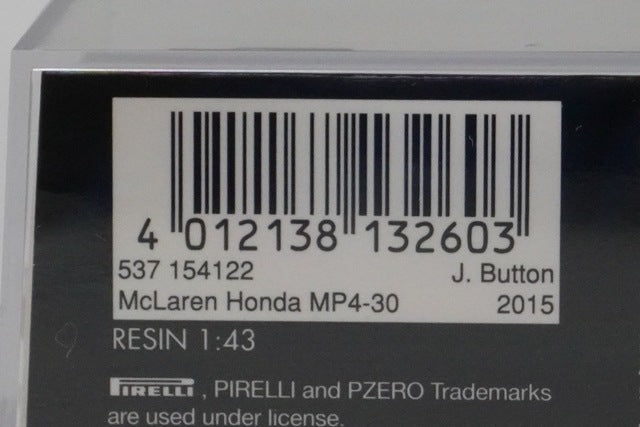 4 012138 132603
537 154122 J. Button
McLaren Honda MP4-30 2015
RESIN 1:43
PIRELLI, PIRELLI and PZERO Trademarks
are used under license.